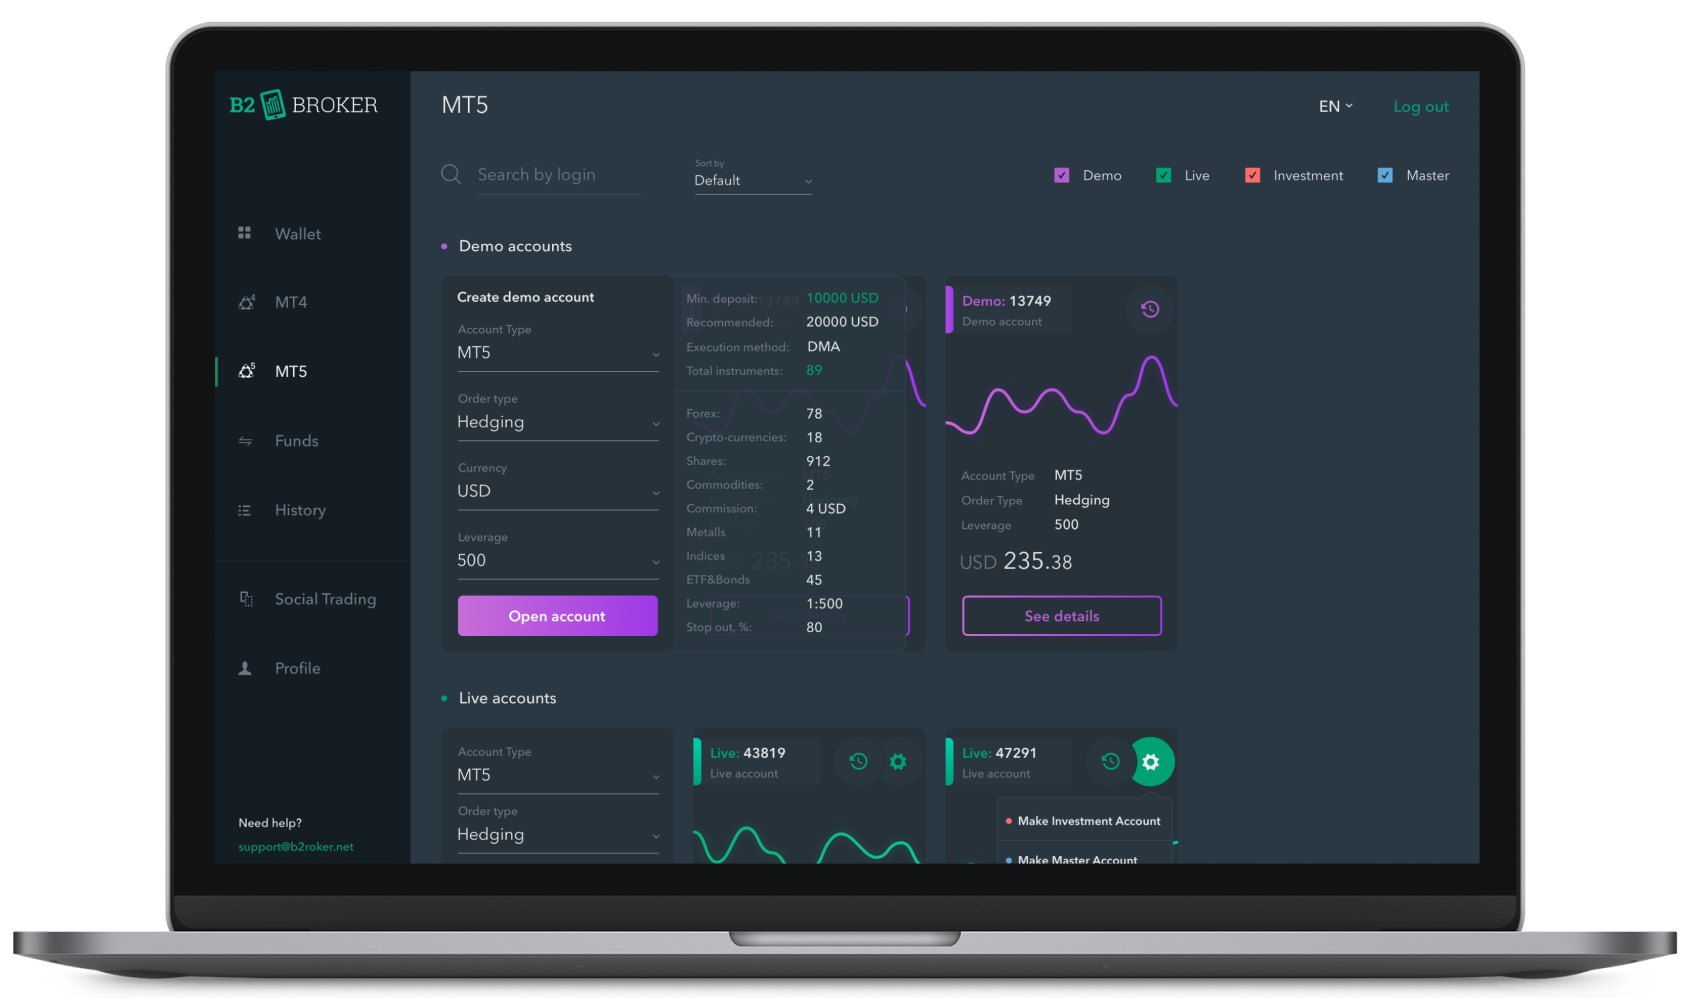 B2 BROKER
MT5
EN
Log out
Search by login
Sort by
Default
Demo
Live
Investment
Master
Wallet
MT4
MT5
Funds
History
Social Trading
Profile
Need help?
support@b2roker.net
Demo accounts
Create demo account
Account Type
MT5
Order type
Hedging
Currency
USD
Leverage
500
Open account
Min. deposit: 10000 USD
Recommended: 20000 USD
Execution method: DMA
Total instruments: 89
Forex: 78
Crypto-currencies: 18
Shares: 912
Commodities: 2
Commission: 4 USD
Metalls 11
Indices 13
ETF&Bonds 45
Leverage: 1:500
Stop out, %: 80
13749
MT5
Hedging
235.38
Demo: 13749
Demo account
Account Type MT5
Order Type Hedging
Leverage 500
USD 235.38
See details
Live accounts
Account Type
MT5
Order type
Hedging
Live: 43819
Live account
Live: 47291
Live account
Make Investment Account
Make Master Account